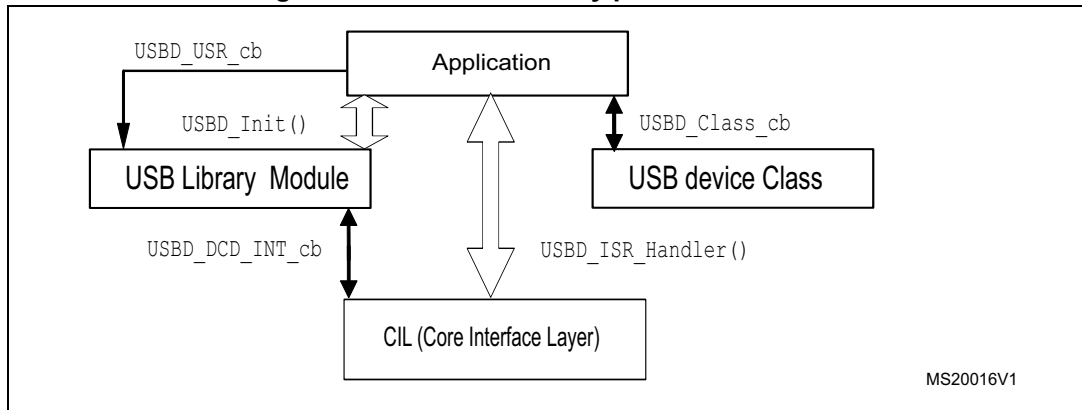 USBD_USR_cb
Application
USBD_Init()
USBD_Class_cb
USB Library Module
USB device Class
USBD_DCD_INT_cb
USBD_ISR_Handler()
CIL (Core Interface Layer)
MS20016V1